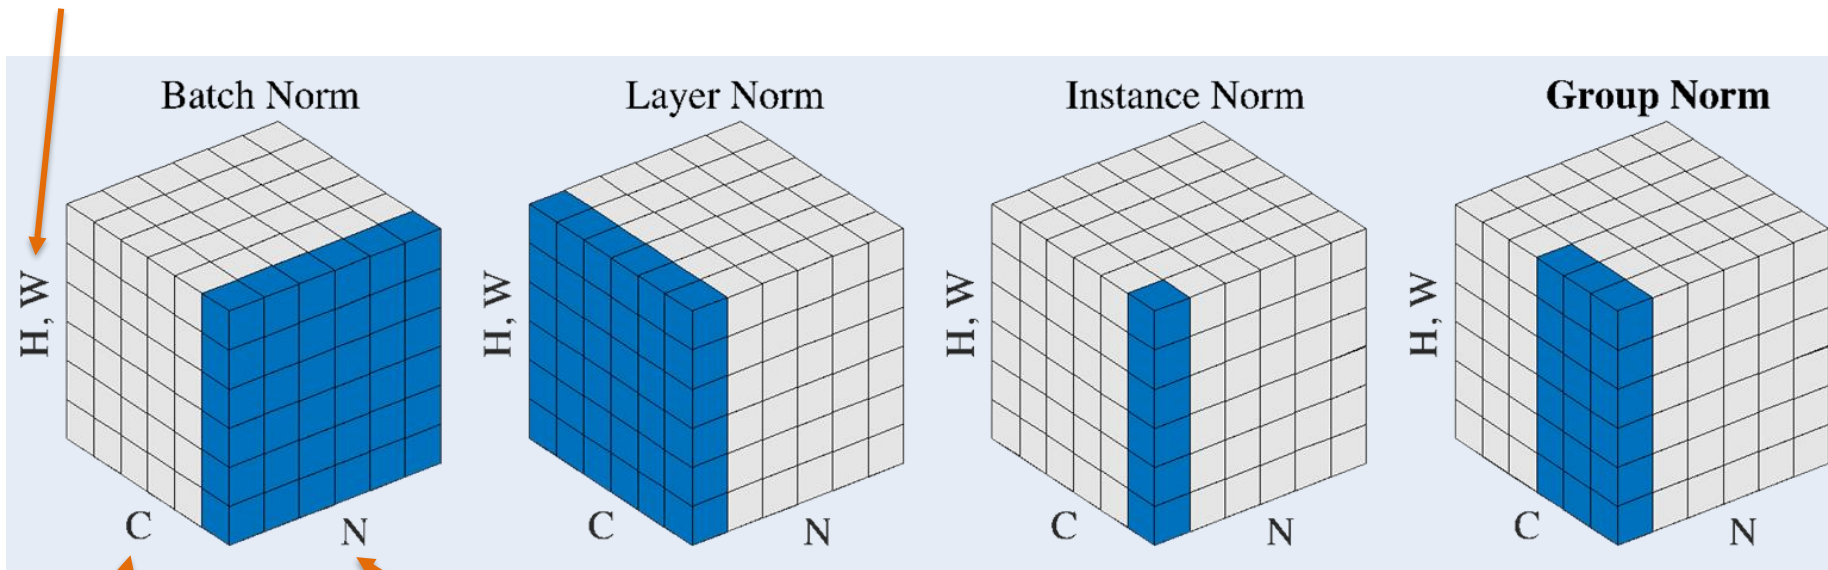 Batch Norm
H, W
C
N
Layer Norm
H, W
C
N
Instance Norm
H, W
C
N
Group Norm
H, W
C
N